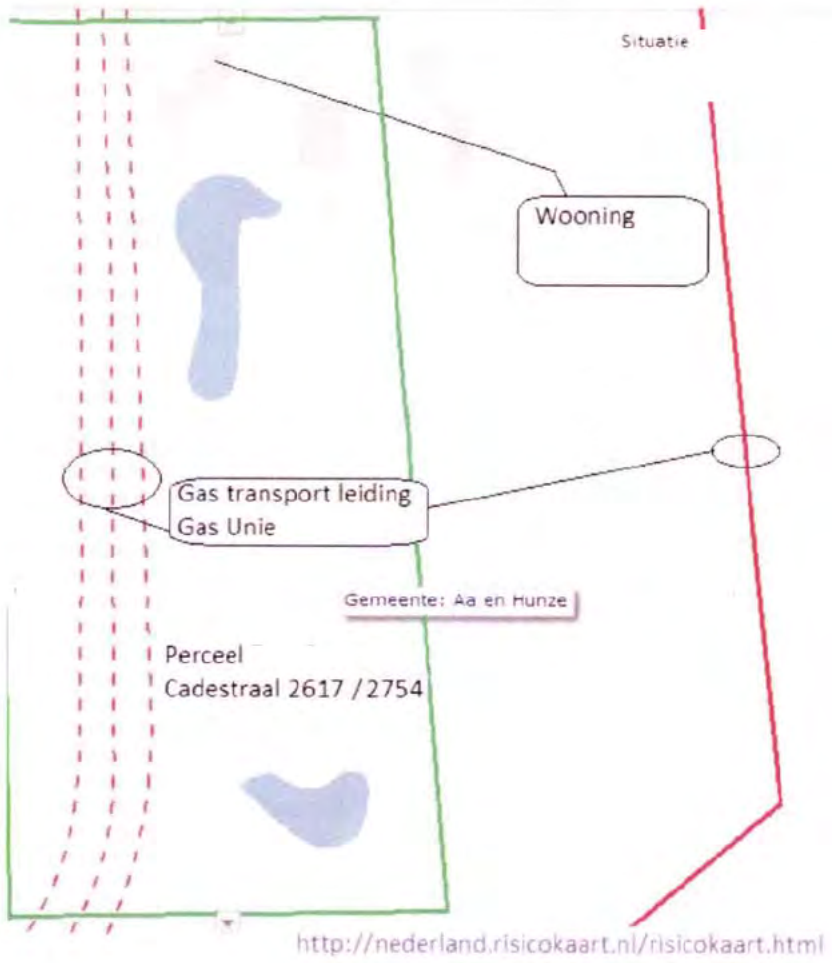 Situatie
Wooning
Gas transport leiding
Gas Unie
Gemeente: Aa en Hunze
Perceel
Cadestraal 2617 / 2754
http://nederland.risicokaart.nl/risicokaart.html